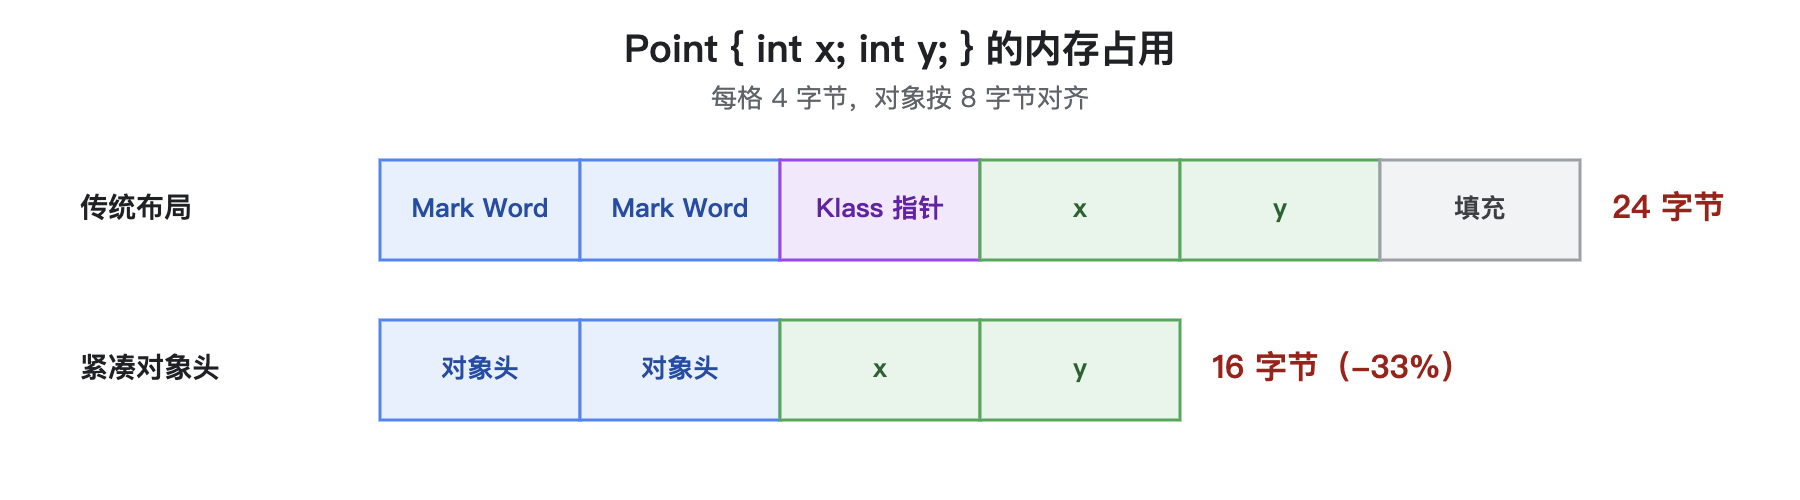 Point { int x; int y; } 的内存占用
每格 4 字节，对象按 8 字节对齐
传统布局 Mark Word Mark Word Klass 指针 x y 填充 24 字节
紧凑对象头 对象头 对象头 x y 16 字节（−33%）